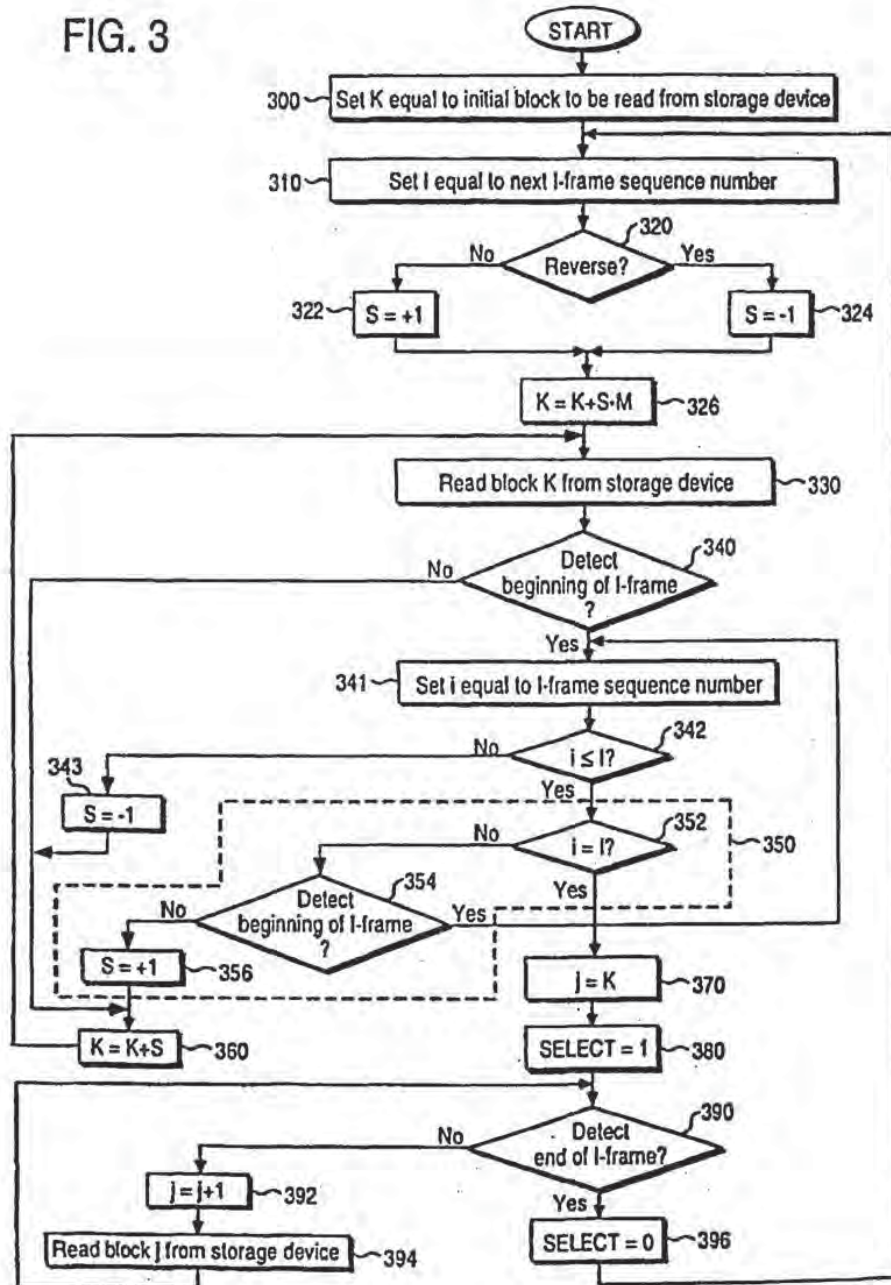 FIG. 3
START
300
Set K equal to initial block to be read from storage device
310
Set I equal to next I-frame sequence number
320
No
Reverse?
Yes
322
S = +1
S = -1
324
K = K+S·M
326
Read block K from storage device
330
340
No
Detect
beginning of I-frame
?
Yes
341
Set i equal to I-frame sequence number
342
No
i ≤ I?
Yes
343
S = -1
352
No
i = I?
350
Yes
354
No
Detect
beginning of I-frame
?
Yes
S = +1
356
j = K
370
K = K+S
360
SELECT = 1
380
390
No
Detect
end of I-frame?
Yes
j = j+1
392
SELECT = 0
396
Read block j from storage device
394